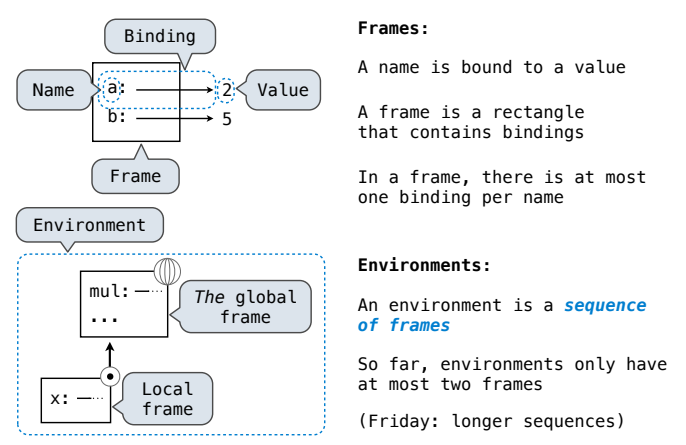 Binding
Name
a:
2
Value
b:
5
Frame
Frames:
A name is bound to a value
A frame is a rectangle
that contains bindings
In a frame, there is at most
one binding per name
Environment
mul:
...
The global
frame
x:
Local
frame
Environments:
An environment is a sequence
of frames
So far, environments only have
at most two frames
(Friday: longer sequences)